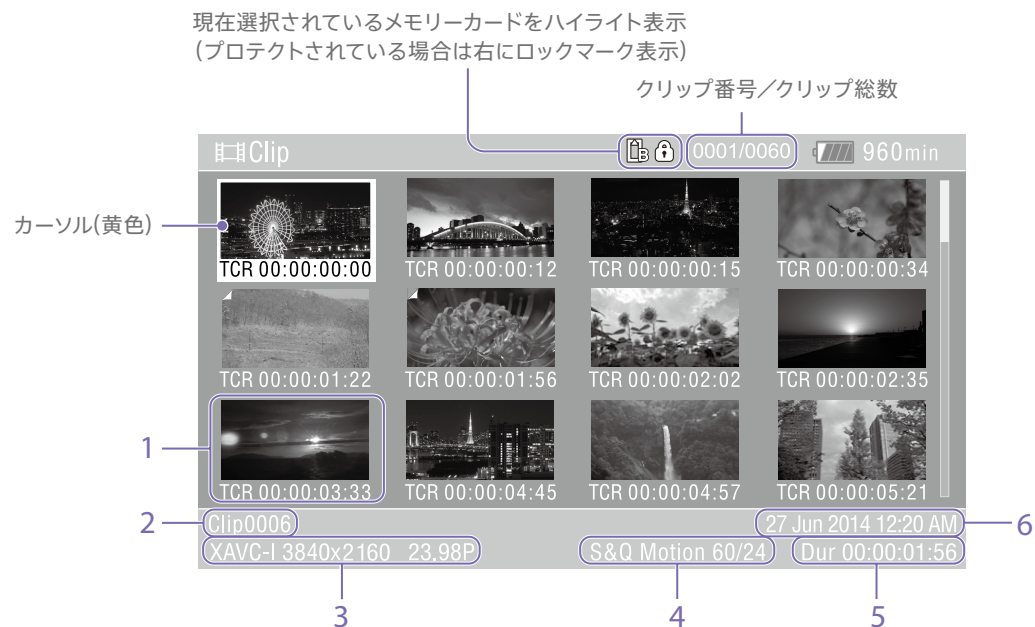 現在選択されているメモリーカードをハイライト表示
(プロテクトされている場合は右にロックマーク表示)
クリップ番号／クリップ総数
Clip
B
0001/0060
960min
カーソル(黄色)
TCR 00:00:00:00
TCR 00:00:00:12
TCR 00:00:00:15
TCR 00:00:00:34
TCR 00:00:01:22
TCR 00:00:01:56
TCR 00:00:02:02
TCR 00:00:02:35
1
TCR 00:00:03:33
TCR 00:00:04:45
TCR 00:00:04:57
TCR 00:00:05:21
2
Clip0006
27 Jun 2014 12:20 AM
6
XAVC-I 3840x2160 23.98P
S&Q Motion 60/24
Dur 00:00:01:56
3
4
5